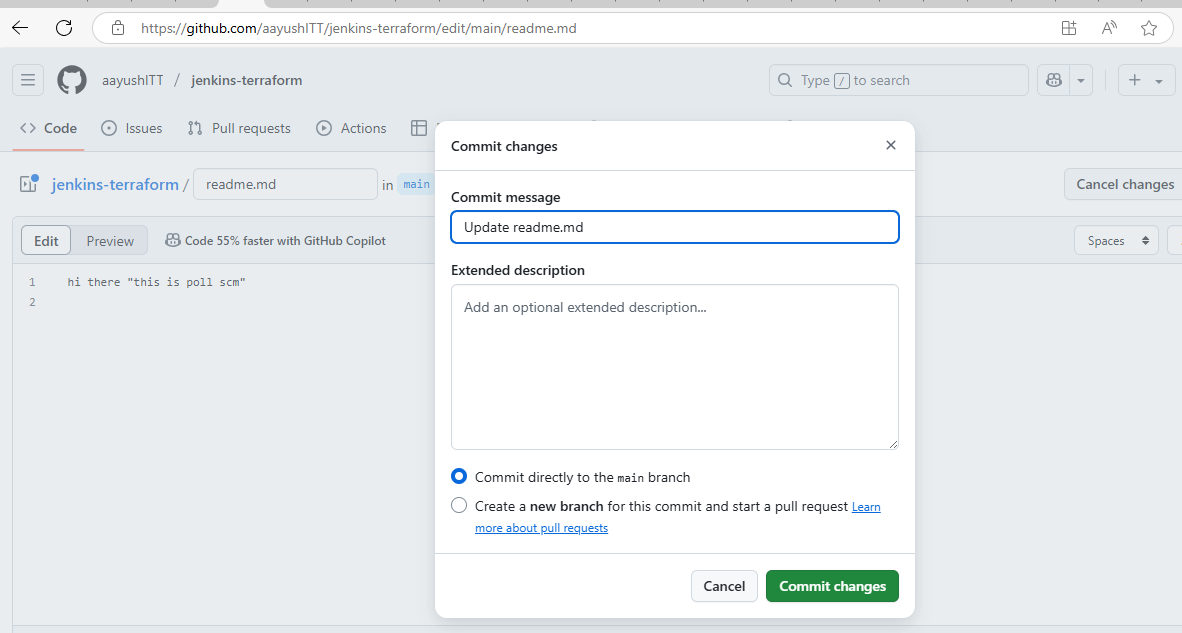 https://github.com/aayushITT/jenkins-terraform/edit/main/readme.md
aayushITT / jenkins-terraform
Type / to search
Code Issues Pull requests Actions
Commit changes
jenkins-terraform / readme.md in main
Cancel changes
Commit message
Update readme.md
Edit Preview Code 55% faster with GitHub Copilot
Spaces
Extended description
1 hi there "this is poll scm"
2
Add an optional extended description...
Commit directly to the main branch
Create a new branch for this commit and start a pull request Learn
more about pull requests
Cancel Commit changes